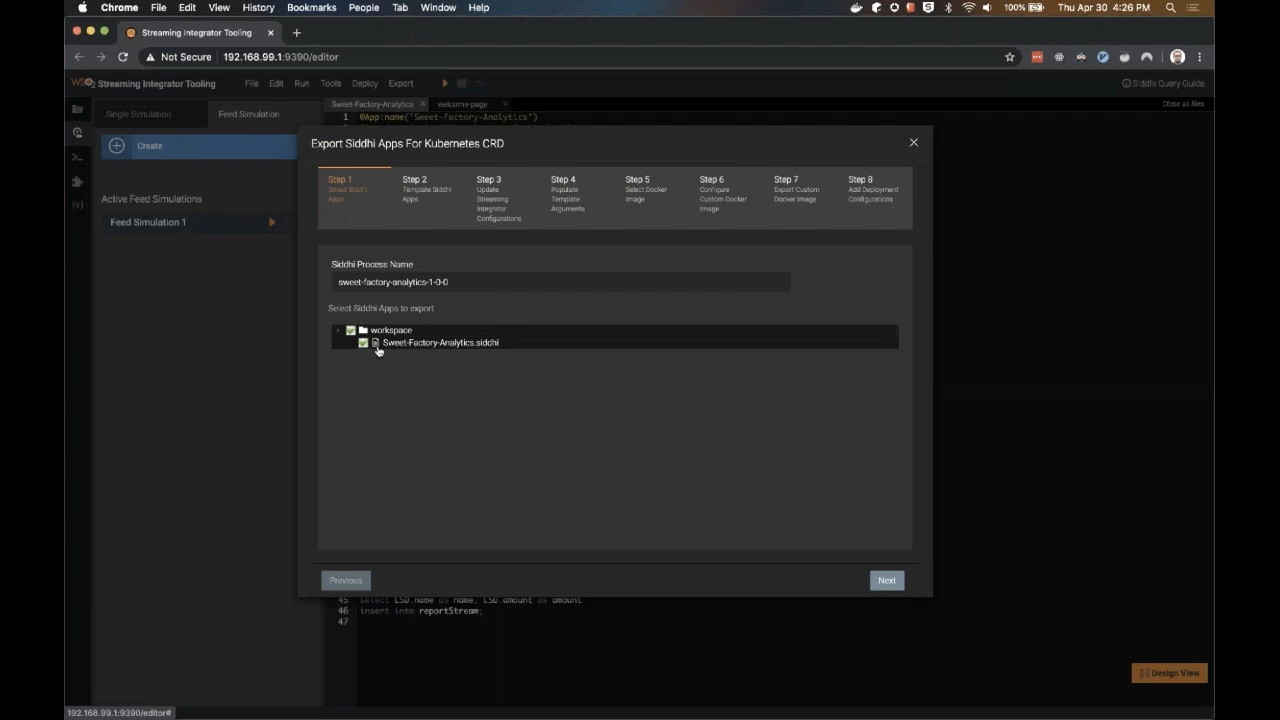 Chrome File Edit View History Bookmarks People Tab Window Help 100% Thu Apr 30 4:26 PM
Streaming Integrator Tooling
Not Secure 192.168.99.1:9390/editor
WSO2 Streaming Integrator Tooling File Edit Run Tools Deploy Export Siddhi Query Guide
Single Simulation Feed Simulation
Sweet-Factory-Analytics welcome-page Close all files
1 @App:name('Sweet-Factory-Analytics')
Create
Active Feed Simulations
Feed Simulation 1
Export Siddhi Apps For Kubernetes CRD
Step 1
Select Siddhi
Apps
Step 2
Template Siddhi
Apps
Step 3
Update
Streaming
Integrator
Configurations
Step 4
Populate
Template
Arguments
Step 5
Select Docker
Image
Step 6
Configure
Custom Docker
Image
Step 7
Export Custom
Docker Image
Step 8
Add Deployment
Configurations
Siddhi Process Name
sweet-factory-analytics-1-0-0
Select Siddhi Apps to export
workspace
Sweet-Factory-Analytics.siddhi
Previous
Next
45 select LSD.name as name, LSD.amount as amount
46 insert into reportStream;
47
Design View
192.168.99.1:9390/editor#